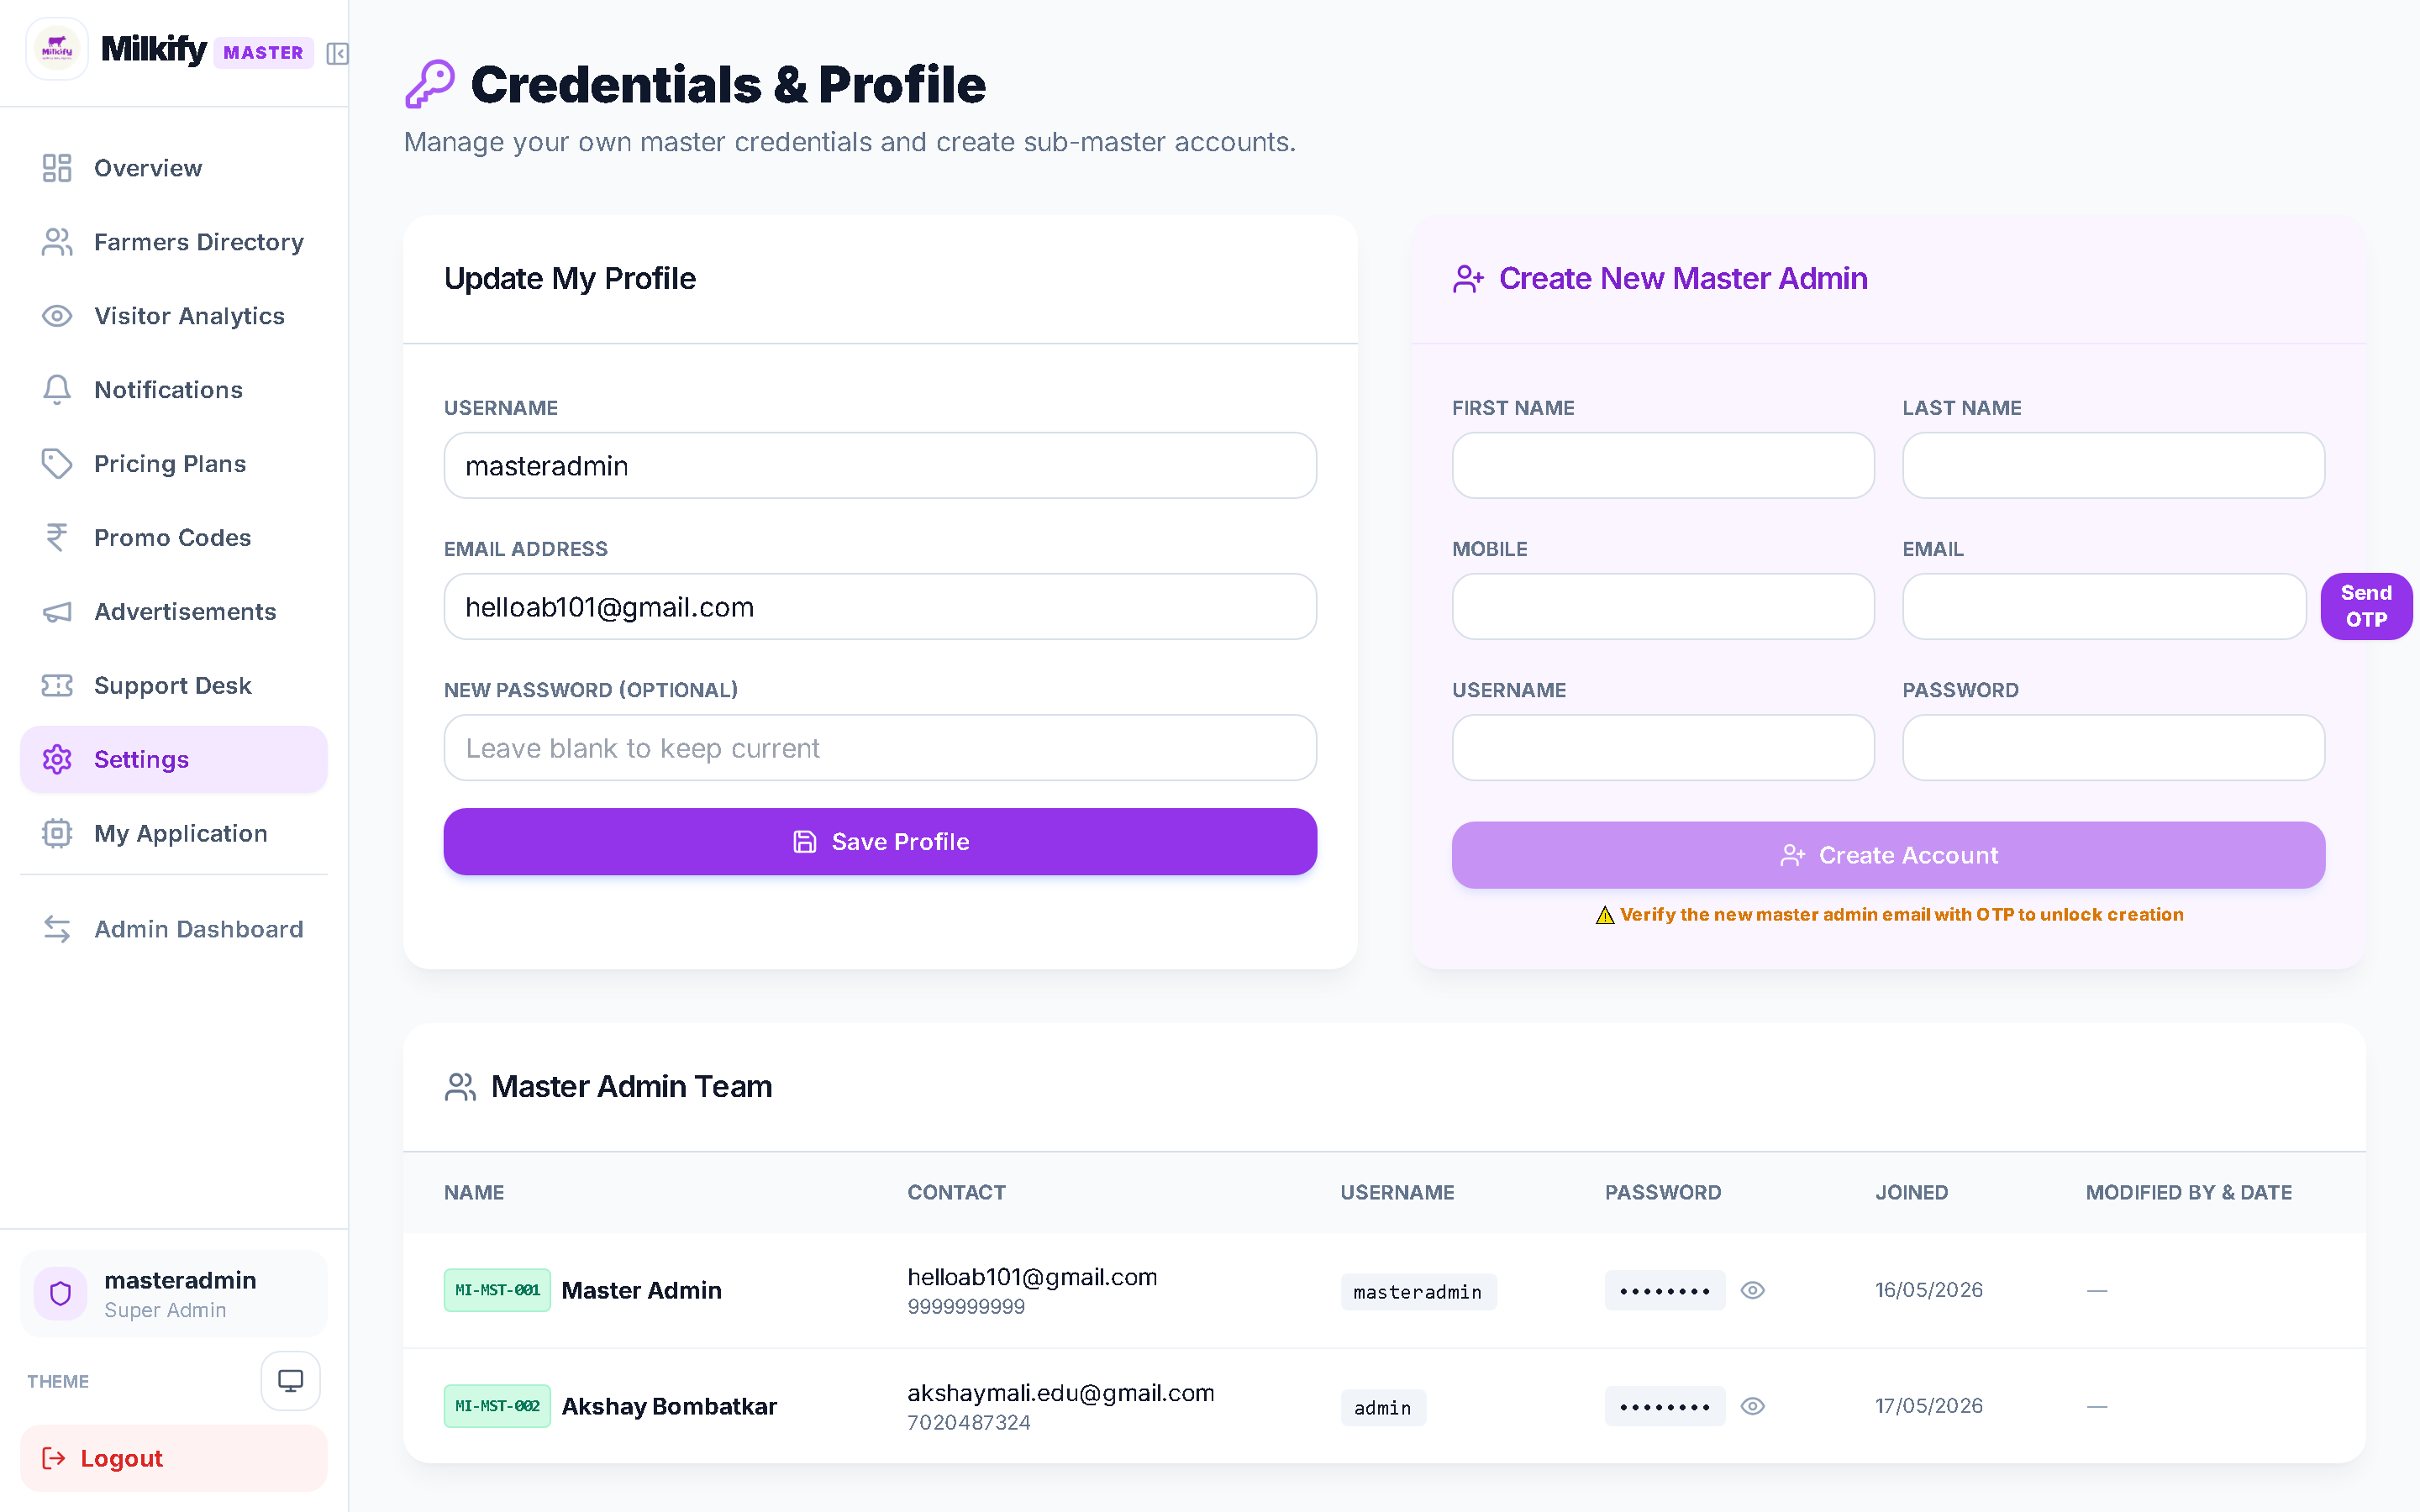 Milkify
Milkify MASTER
Overview
Farmers Directory
Visitor Analytics
Notifications
Pricing Plans
Promo Codes
Advertisements
Support Desk
Settings
My Application
Admin Dashboard
masteradmin
Super Admin
THEME
Logout
Credentials & Profile
Manage your own master credentials and create sub-master accounts.
Update My Profile
USERNAME
masteradmin
EMAIL ADDRESS
helloab101@gmail.com
NEW PASSWORD (OPTIONAL)
Leave blank to keep current
Save Profile
Create New Master Admin
FIRST NAME LAST NAME
MOBILE EMAIL
Send
OTP
USERNAME PASSWORD
Create Account
⚠ Verify the new master admin email with OTP to unlock creation
Master Admin Team
NAME CONTACT USERNAME PASSWORD JOINED MODIFIED BY & DATE
MI-MST-001 Master Admin helloab101@gmail.com masteradmin •••••••• 16/05/2026 —
9999999999
MI-MST-002 Akshay Bombatkar akshaymali.edu@gmail.com admin •••••••• 17/05/2026 —
7020487324